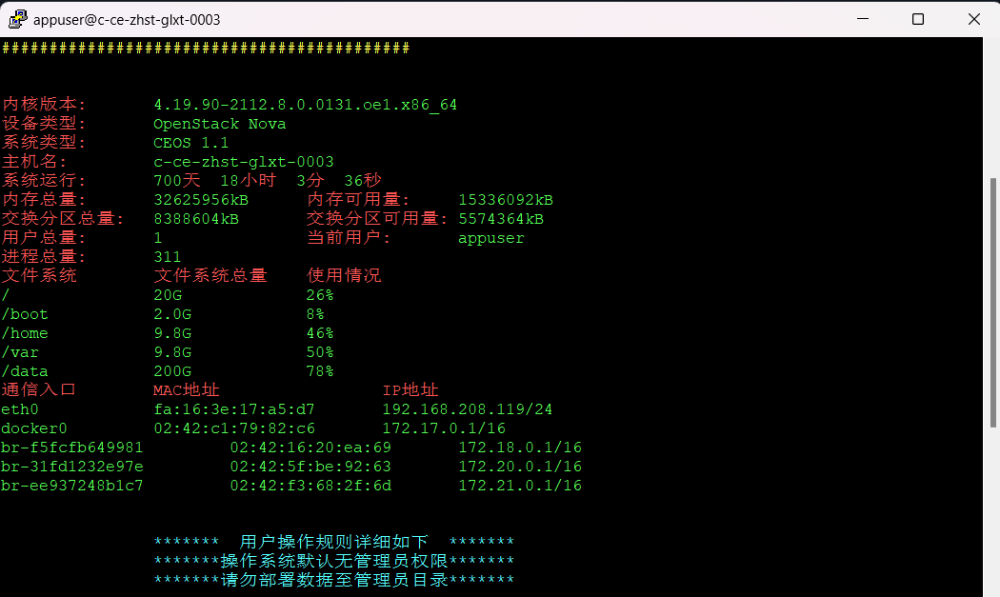 appuser@c-ce-zhst-glxt-0003
###########################################
内核版本: 4.19.90-2112.8.0.0131.oe1.x86_64
设备类型: OpenStack Nova
系统类型: CEOS 1.1
主机名: c-ce-zhst-glxt-0003
系统运行: 700天 18小时 3分 36秒
内存总量: 32625956kB 内存可用量: 15336092kB
交换分区总量: 8388604kB 交换分区可用量: 5574364kB
用户总量: 1 当前用户: appuser
进程总量: 311
文件系统 文件系统总量 使用情况
/ 20G 26%
/boot 2.0G 8%
/home 9.8G 46%
/var 9.8G 50%
/data 200G 78%
通信入口 MAC地址 IP地址
eth0 fa:16:3e:17:a5:d7 192.168.208.119/24
docker0 02:42:c1:79:82:c6 172.17.0.1/16
br-f5fcfb649981 02:42:16:20:ea:69 172.18.0.1/16
br-31fd1232e97e 02:42:5f:be:92:63 172.20.0.1/16
br-ee937248b1c7 02:42:f3:68:2f:6d 172.21.0.1/16
******* 用户操作规则详细如下 *******
*******操作系统默认无管理员权限*******
*******请勿部署数据至管理员目录*******